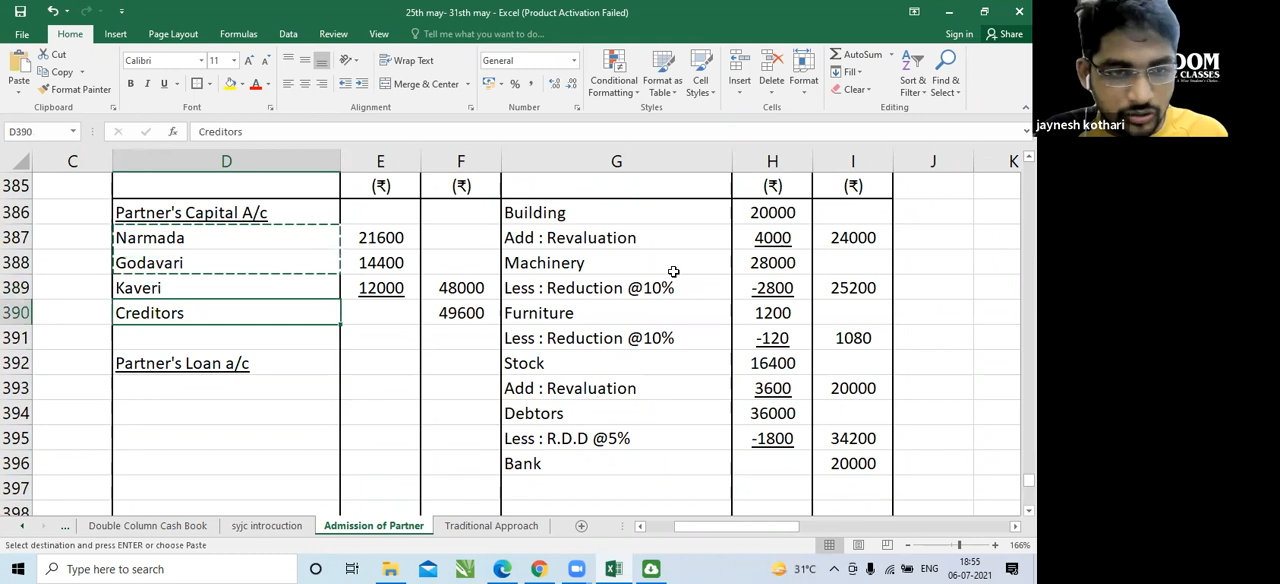 25th may- 31st may - Excel (Product Activation Failed)
File Home Insert Page Layout Formulas Data Review View Tell me what you want to do... Sign in Share
Paste Cut Copy Format Painter
Calibri 11 B I U
Wrap Text Merge & Center
General % ,
Conditional Formatting Format as Table Cell Styles
Insert Delete Format
AutoSum Fill Clear Sort & Filter Find & Select
Clipboard Font Alignment Number Styles Cells Editing
OOM
CLASSES
jaynesh kothari
D390 fx Creditors
C D E F G H I J K
385 (₹) (₹) (₹) (₹)
386 Partner's Capital A/c Building 20000
387 Narmada 21600 Add : Revaluation 4000 24000
388 Godavari 14400 Machinery 28000
389 Kaveri 12000 48000 Less : Reduction @10% -2800 25200
390 Creditors 49600 Furniture 1200
391 Less : Reduction @10% -120 1080
392 Partner's Loan a/c Stock 16400
393 Add : Revaluation 3600 20000
394 Debtors 36000
395 Less : R.D.D @5% -1800 34200
396 Bank 20000
397
398
... Double Column Cash Book syjc introcuction Admission of Partner Traditional Approach
Select destination and press ENTER or choose Paste 166%
Type here to search 31°C ENG 18:55
06-07-2021